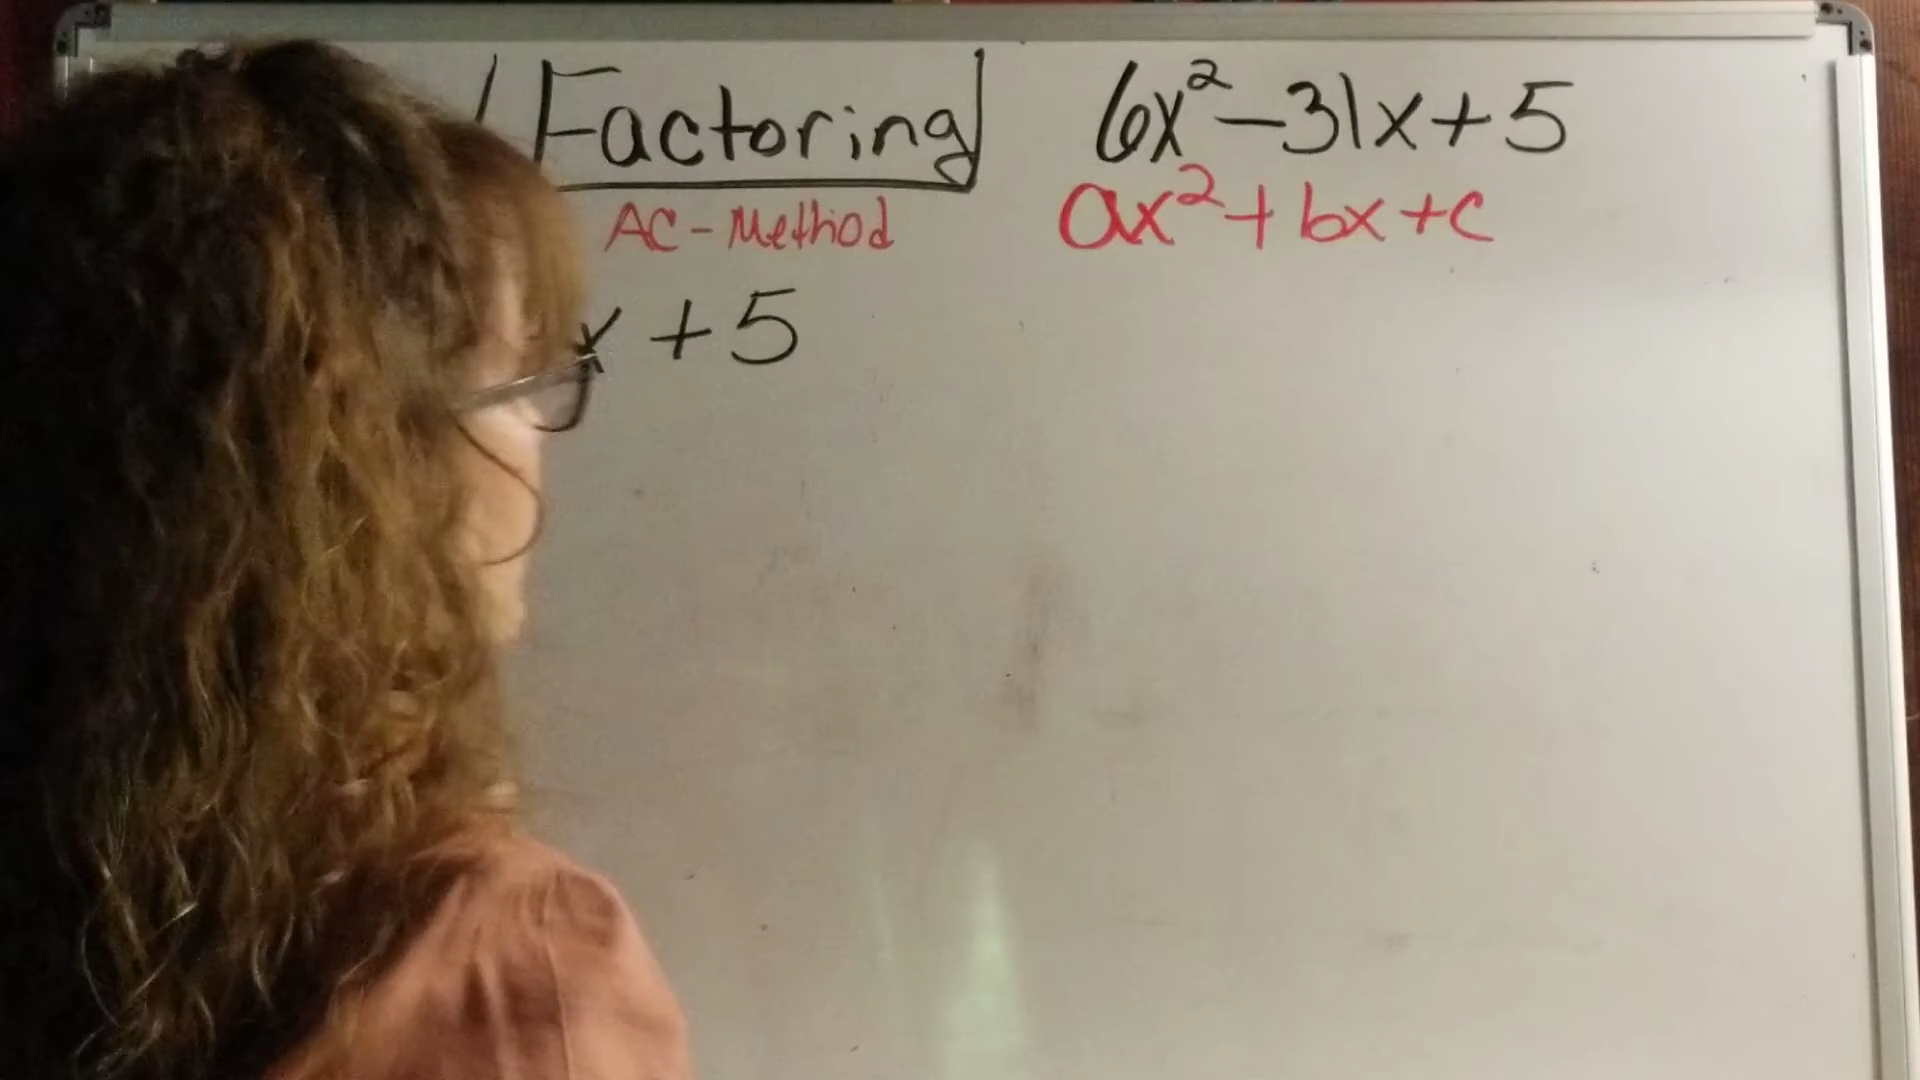 Factoring
6x²-31x+5
AC-Method
ax²+bx+c
x +5